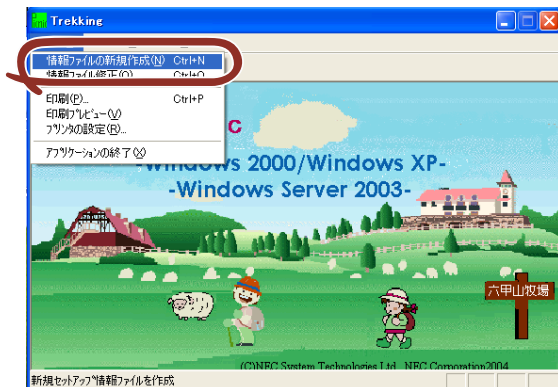 Trekking
情報ファイルの新規作成(N) Ctrl+N
情報ファイル修正(O) Ctrl+O
印刷(P)... Ctrl+P
印刷プレビュー(V)
プリンタの設定(R)...
アプリケーションの終了(X)
C
-Windows 2000/Windows XP-
-Windows Server 2003-
六甲山牧場
(C)NEC System Technologies Ltd., NEC Corporation2004
新規セットアップ情報ファイルを作成